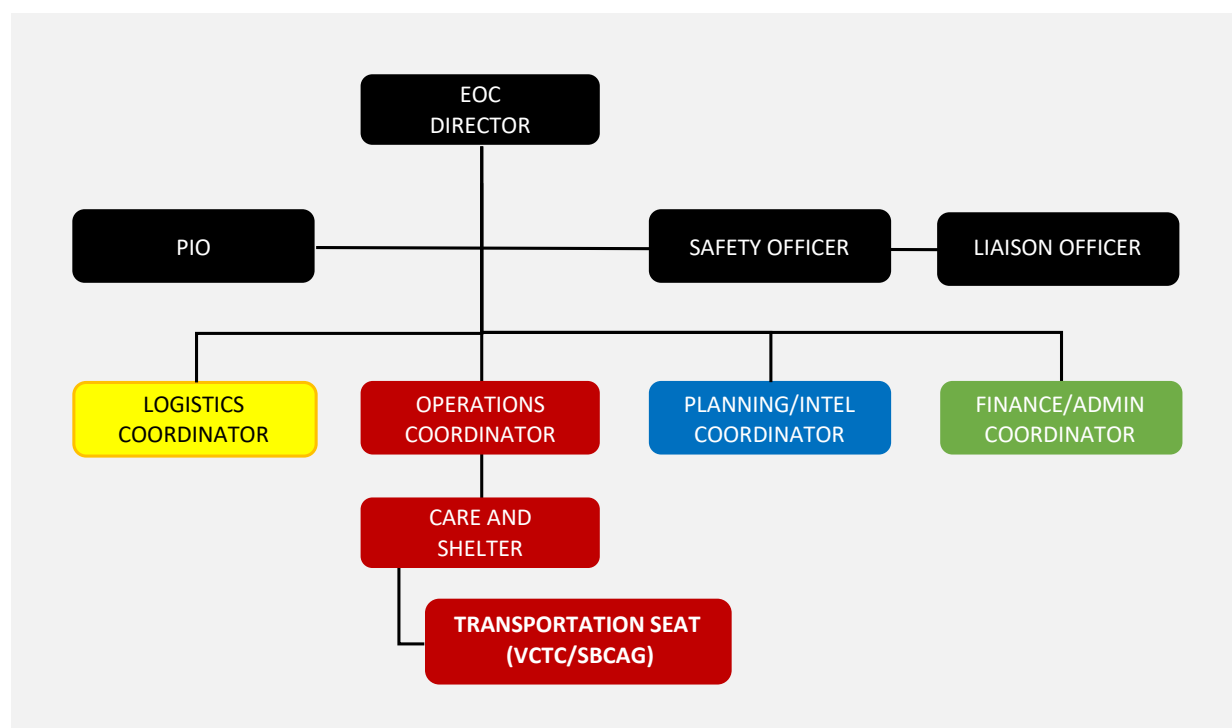 EOC
DIRECTOR
PIO
SAFETY OFFICER
LIAISON OFFICER
LOGISTICS
COORDINATOR
OPERATIONS
COORDINATOR
PLANNING/INTEL
COORDINATOR
FINANCE/ADMIN
COORDINATOR
CARE AND
SHELTER
TRANSPORTATION SEAT
(VCTC/SBCAG)